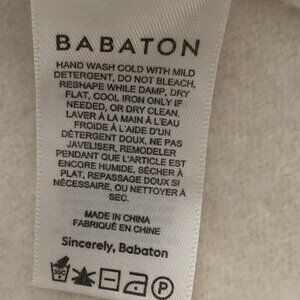 BABATON
HAND WASH COLD WITH MILD
DETERGENT, DO NOT BLEACH,
RESHAPE WHILE DAMP, DRY
FLAT, COOL IRON ONLY IF
NEEDED, OR DRY CLEAN.
LAVER À LA MAIN À L'EAU
FROIDE À L'AIDE D'UN
DÉTERGENT DOUX, NE PAS
JAVELISER, REMODELER
PENDANT QUE L'ARTICLE EST
ENCORE HUMIDE, SÉCHER À
PLAT, REPASSAGE DOUX SI
NÉCESSAIRE, OU NETTOYER À
SEC.
MADE IN CHINA
FABRIQUÉ EN CHINE
Sincerely, Babaton